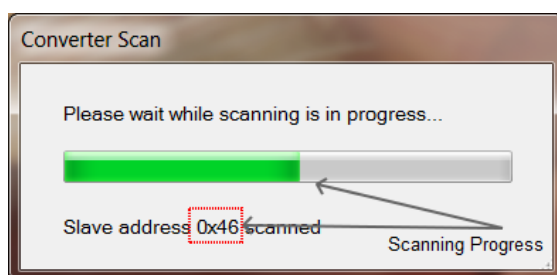 Converter Scan
Please wait while scanning is in progress...
Slave address 0x46 scanned
Scanning Progress